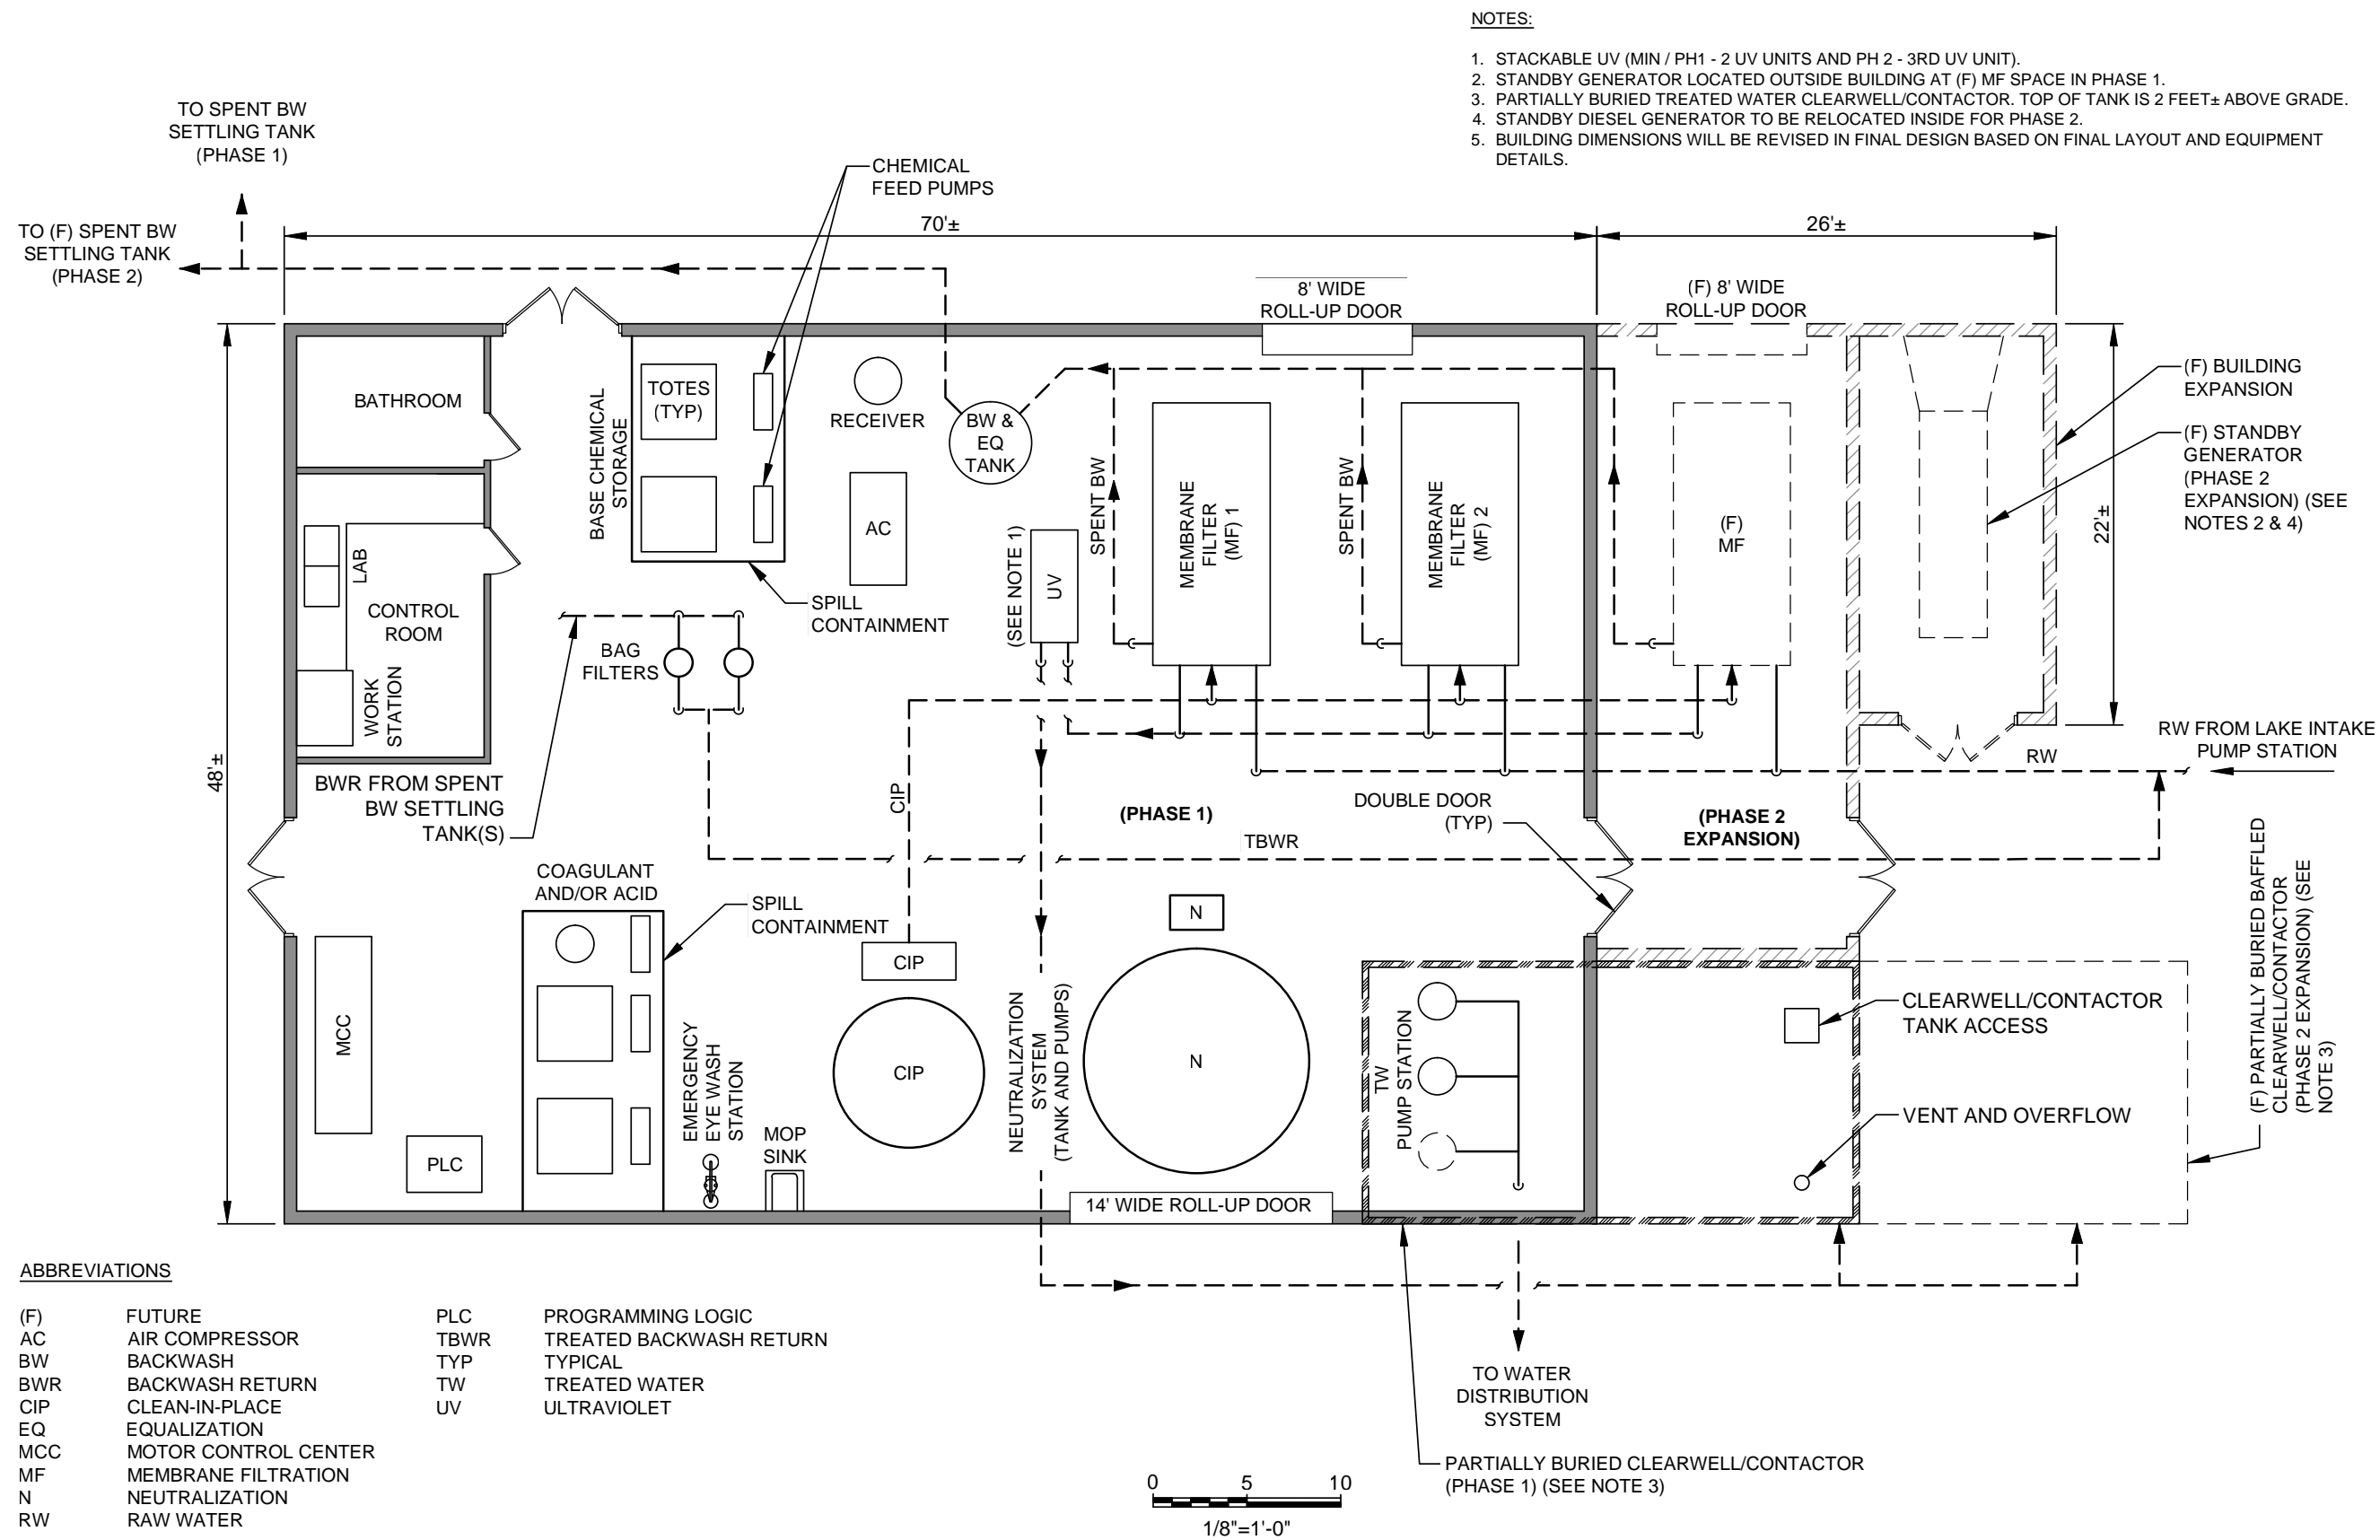 NOTES:
1. STACKABLE UV (MIN / PH1 - 2 UV UNITS AND PH 2 - 3RD UV UNIT).
2. STANDBY GENERATOR LOCATED OUTSIDE BUILDING AT (F) MF SPACE IN PHASE 1.
3. PARTIALLY BURIED TREATED WATER CLEARWELL/CONTACTOR. TOP OF TANK IS 2 FEET± ABOVE GRADE.
4. STANDBY DIESEL GENERATOR TO BE RELOCATED INSIDE FOR PHASE 2.
5. BUILDING DIMENSIONS WILL BE REVISED IN FINAL DESIGN BASED ON FINAL LAYOUT AND EQUIPMENT
DETAILS.
TO SPENT BW
SETTLING TANK
(PHASE 1)
TO (F) SPENT BW
SETTLING TANK
(PHASE 2)
CHEMICAL
FEED PUMPS
70'±
26'±
8' WIDE
ROLL-UP DOOR
(F) 8' WIDE
ROLL-UP DOOR
BATHROOM
TOTES
(TYP)
BASE CHEMICAL
STORAGE
RECEIVER
BW &
EQ
TANK
AC
SPENT BW
MEMBRANE
FILTER
(MF) 1
SPENT BW
MEMBRANE
FILTER
(MF) 2
(F)
MF
(F) BUILDING
EXPANSION
(F) STANDBY
GENERATOR
(PHASE 2
EXPANSION) (SEE
NOTES 2 & 4)
22'±
(SEE NOTE 1)
UV
LAB
CONTROL
ROOM
WORK
STATION
SPILL
CONTAINMENT
BAG
FILTERS
48'±
BWR FROM SPENT
BW SETTLING
TANK(S)
CIP
(PHASE 1)
DOUBLE DOOR
(TYP)
(PHASE 2
EXPANSION)
RW
RW FROM LAKE INTAKE
PUMP STATION
TBWR
COAGULANT
AND/OR ACID
SPILL
CONTAINMENT
N
CIP
MCC
PLC
EMERGENCY
EYE WASH
STATION
MOP
SINK
CIP
NEUTRALIZATION
SYSTEM
(TANK AND PUMPS)
N
14' WIDE ROLL-UP DOOR
TW
PUMP STATION
CLEARWELL/CONTACTOR
TANK ACCESS
VENT AND OVERFLOW
(F) PARTIALLY BURIED BAFFLED
CLEARWELL/CONTACTOR
(PHASE 2 EXPANSION) (SEE
NOTE 3)
TO WATER
DISTRIBUTION
SYSTEM
PARTIALLY BURIED CLEARWELL/CONTACTOR
(PHASE 1) (SEE NOTE 3)
ABBREVIATIONS
(F) FUTURE
AC AIR COMPRESSOR
BW BACKWASH
BWR BACKWASH RETURN
CIP CLEAN-IN-PLACE
EQ EQUALIZATION
MCC MOTOR CONTROL CENTER
MF MEMBRANE FILTRATION
N NEUTRALIZATION
RW RAW WATER
PLC PROGRAMMING LOGIC
TBWR TREATED BACKWASH RETURN
TYP TYPICAL
TW TREATED WATER
UV ULTRAVIOLET
0 5 10
1/8"=1'-0"